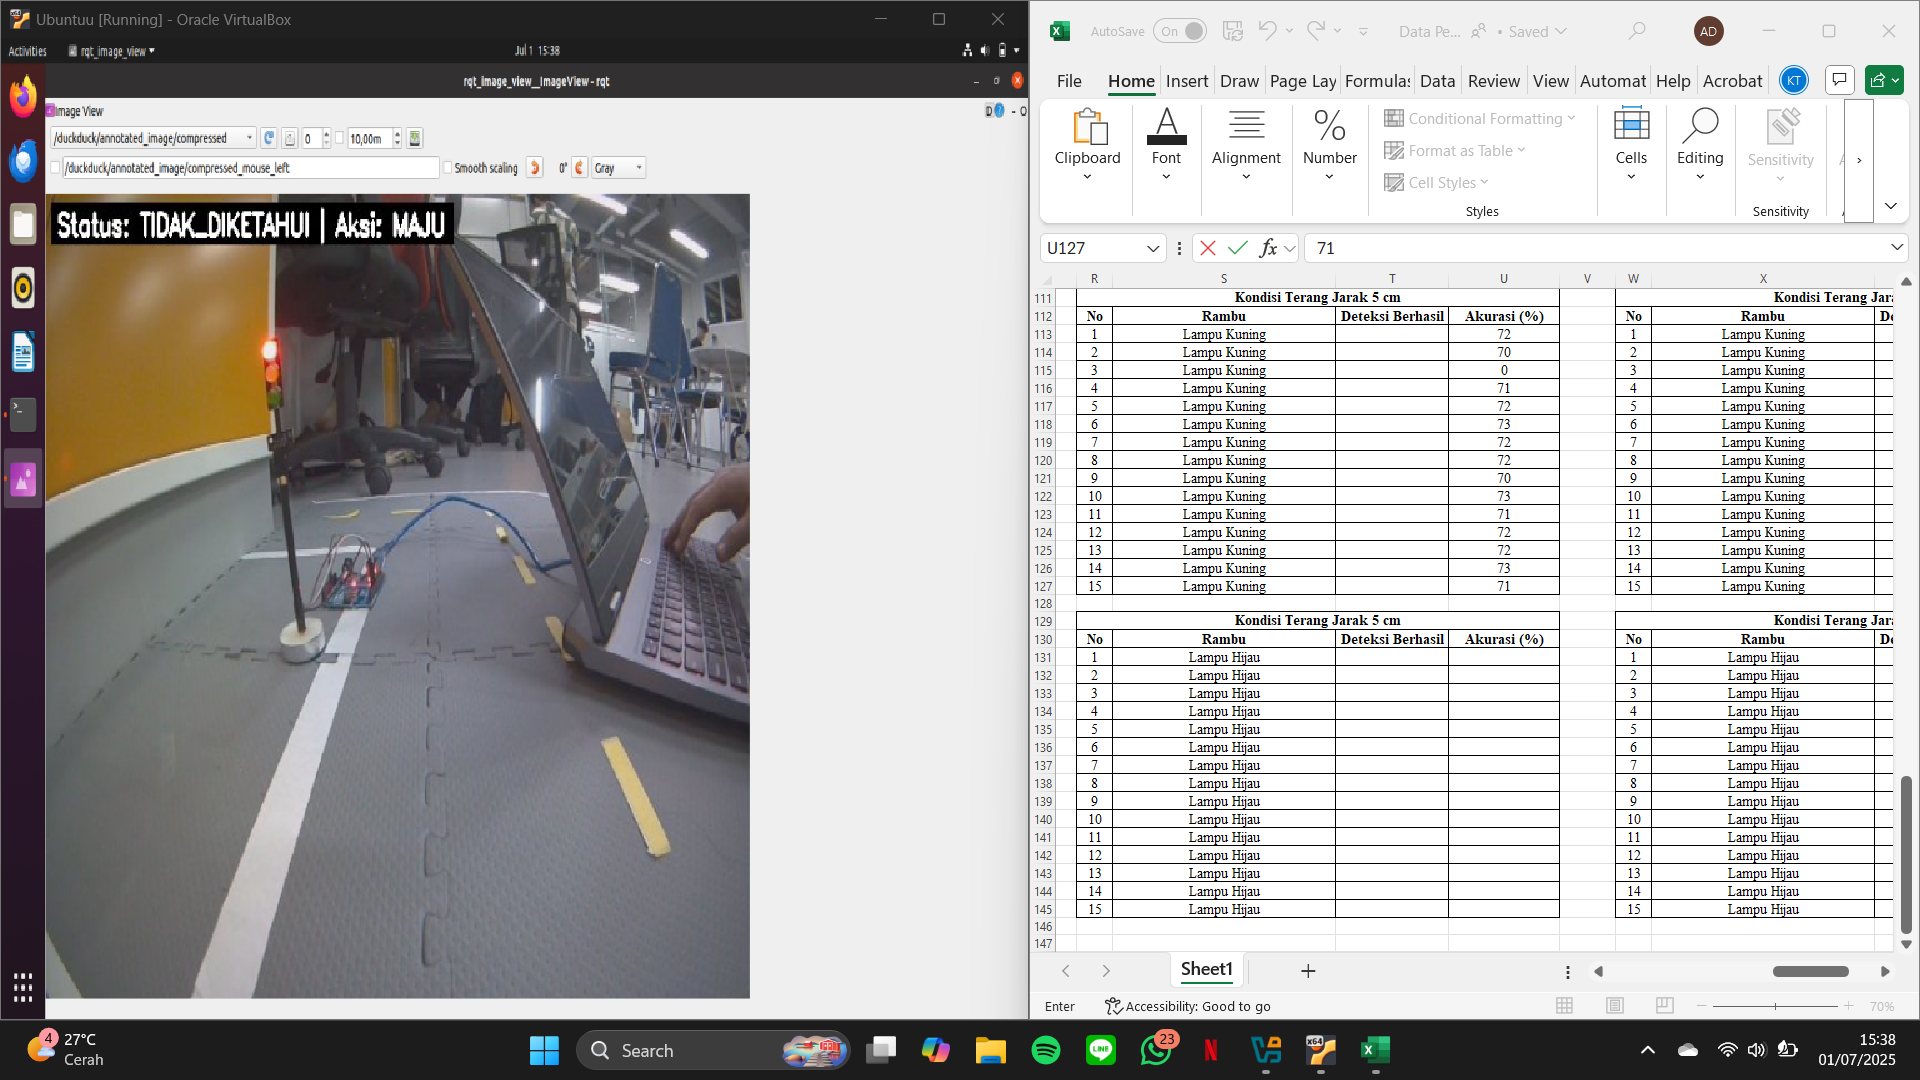 Ubuntuu [Running] - Oracle VirtualBox
Activities
rqt_image_view
Jul 1 15:38
rqt_image_view__ImageView - rqt
Image View
D
- O
/duckduck/annotated_image/compressed
0
10,00m
/duckduck/annotated_image/compressed_mouse_left
Smooth scaling
0°
Gray
Status: TIDAK_DIKETAHUI | Aksi: MAJU
AutoSave
On
Data Pe...
• Saved
AD
File Home Insert Draw Page Lay Formulas Data Review View Automat Help Acrobat
KT
Clipboard
Font
Alignment
Number
Conditional Formatting
Format as Table
Cell Styles
Styles
Cells
Editing
Sensitivity
Sensitivity
U127
fx
71
R S T U V W X
111 Kondisi Terang Jarak 5 cm Kondisi Terang Jara
112 No Rambu Deteksi Berhasil Akurasi (%) No Rambu De
113 1 Lampu Kuning 72 1 Lampu Kuning
114 2 Lampu Kuning 70 2 Lampu Kuning
115 3 Lampu Kuning 0 3 Lampu Kuning
116 4 Lampu Kuning 71 4 Lampu Kuning
117 5 Lampu Kuning 72 5 Lampu Kuning
118 6 Lampu Kuning 73 6 Lampu Kuning
119 7 Lampu Kuning 72 7 Lampu Kuning
120 8 Lampu Kuning 72 8 Lampu Kuning
121 9 Lampu Kuning 70 9 Lampu Kuning
122 10 Lampu Kuning 73 10 Lampu Kuning
123 11 Lampu Kuning 71 11 Lampu Kuning
124 12 Lampu Kuning 72 12 Lampu Kuning
125 13 Lampu Kuning 72 13 Lampu Kuning
126 14 Lampu Kuning 73 14 Lampu Kuning
127 15 Lampu Kuning 71 15 Lampu Kuning
128
129 Kondisi Terang Jarak 5 cm Kondisi Terang Jara
130 No Rambu Deteksi Berhasil Akurasi (%) No Rambu De
131 1 Lampu Hijau 1 Lampu Hijau
132 2 Lampu Hijau 2 Lampu Hijau
133 3 Lampu Hijau 3 Lampu Hijau
134 4 Lampu Hijau 4 Lampu Hijau
135 5 Lampu Hijau 5 Lampu Hijau
136 6 Lampu Hijau 6 Lampu Hijau
137 7 Lampu Hijau 7 Lampu Hijau
138 8 Lampu Hijau 8 Lampu Hijau
139 9 Lampu Hijau 9 Lampu Hijau
140 10 Lampu Hijau 10 Lampu Hijau
141 11 Lampu Hijau 11 Lampu Hijau
142 12 Lampu Hijau 12 Lampu Hijau
143 13 Lampu Hijau 13 Lampu Hijau
144 14 Lampu Hijau 14 Lampu Hijau
145 15 Lampu Hijau 15 Lampu Hijau
146
147
Sheet1
Enter
Accessibility: Good to go
70%
4
27°C
Cerah
Search
LINE
23
N
x64
15:38
01/07/2025